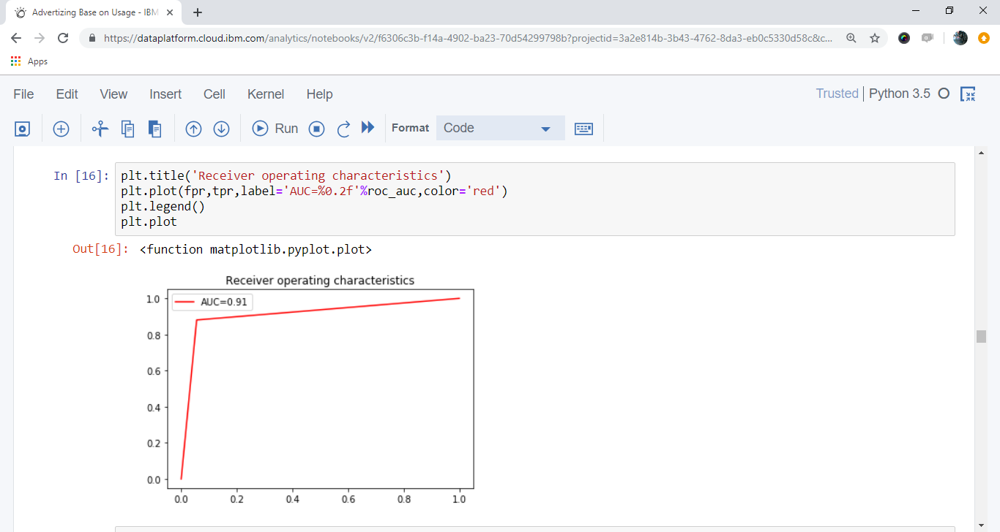 Advertizing Base on Usage - IBM
https://dataplatform.cloud.ibm.com/analytics/notebooks/v2/f6306c3b-f14a-4902-ba23-70d54299798b?projectid=3a2e814b-3b43-4762-8da3-eb0c5330d58c&c...
Apps
File Edit View Insert Cell Kernel Help Trusted Python 3.5
Run Format Code
In [16]: plt.title('Receiver operating characteristics')
plt.plot(fpr,tpr,label='AUC=%0.2f'%roc_auc,color='red')
plt.legend()
plt.plot
Out[16]: <function matplotlib.pyplot.plot>
Receiver operating characteristics
1.0
AUC=0.91
0.8
0.6
0.4
0.2
0.0
0.0 0.2 0.4 0.6 0.8 1.0